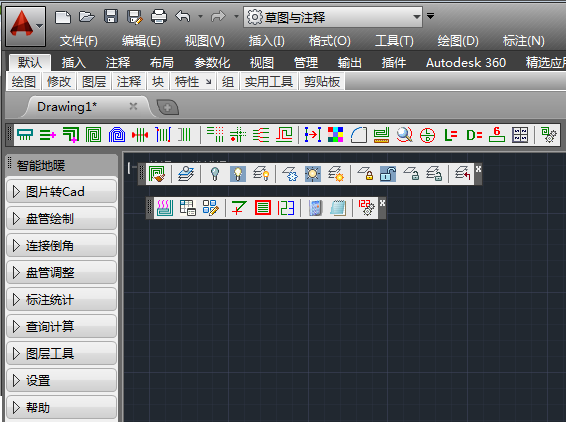 草图与注释
文件(F) 编辑(E) 视图(V) 插入(I) 格式(O) 工具(T) 绘图(D) 标注(N)
默认 插入 注释 布局 参数化 视图 管理 输出 插件 Autodesk 360 精选应
绘图 修改 图层 注释 块 特性 组 实用工具 剪贴板
Drawing1*
L= D= 6
智能地暖
图片转Cad
123
盘管绘制
连接倒角
盘管调整
标注统计
查询计算
图层工具
设置
帮助